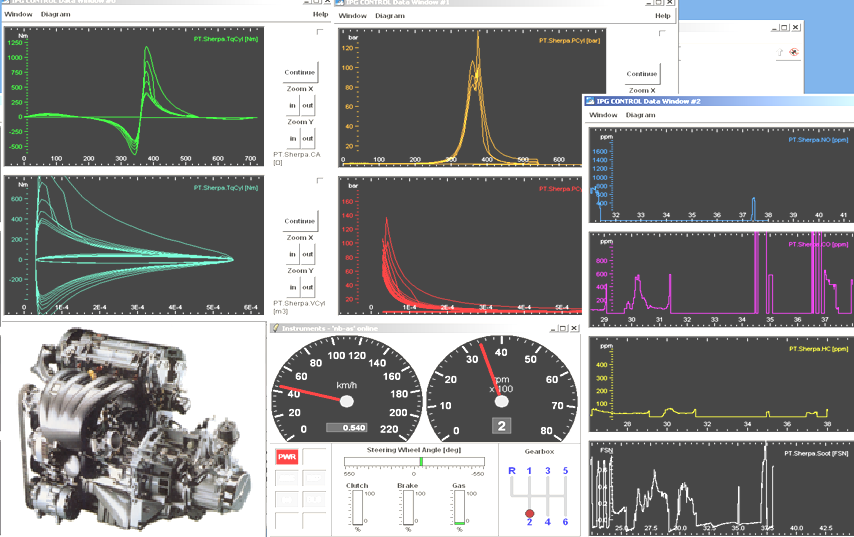 IPG CONTROL Data Window #0
Window Diagram Help
Nm
PT.Sherpa.TqCyl [Nm]
1250
1000
750
500
250
0
-250
-500
0 100 200 300 400 500 600 700
Continue
Zoom X
in out
Zoom Y
in out
PT.Sherpa CA
Nm
PT.Sherpa.TqCyl [Nm]
600
400
200
0
-200
0 1E-4 2E-4 3E-4 4E-4 5E-4 6E-4
Continue
Zoom X
in out
Zoom Y
in out
PT.Sherpa VCyl
[m3]
IPG CONTROL Data Window #1
Window Diagram Help
bar
PT.Sherpa.PCyl [bar]
120
100
80
60
40
20
0 100 200 300 400 500 600
Continue
Zoom X
bar
PT.Sherpa.PCy
160
140
120
100
80
60
40
20
0 1E-4 2E-4 3E-4 4E-4 5E-4
IPG CONTROL Data Window #2
Window Diagram
ppm
PT.Sherpa.NO [ppm]
1600
1400
1200
1000
800
600
400
32 33 34 35 36 37 38 39 40 41
ppm
PT.Sherpa.CO [ppm]
800
600
400
200
29 30 31 32 33 34 35 36 37
ppm
PT.Sherpa.HC [ppm]
400
300
200
100
28 30 32 34 36 38
FSN
PT.Sherpa.Soot [FSN]
25.0 27.5 30.0 32.5 35.0 37.5 40.0 42.5
Instruments - 'nb-as' online
0 20 40 60 80 100 120 140 160 180 200 220
km/h
0.540
10 20 30 40 50 60 70 80
rpm
x 100
2
PWR
Steering Wheel Angle [deg]
550 0 -550
Clutch Brake Gas
100 100 100
0 0 0
% % %
Gearbox
R 1 3 5
2 4 6